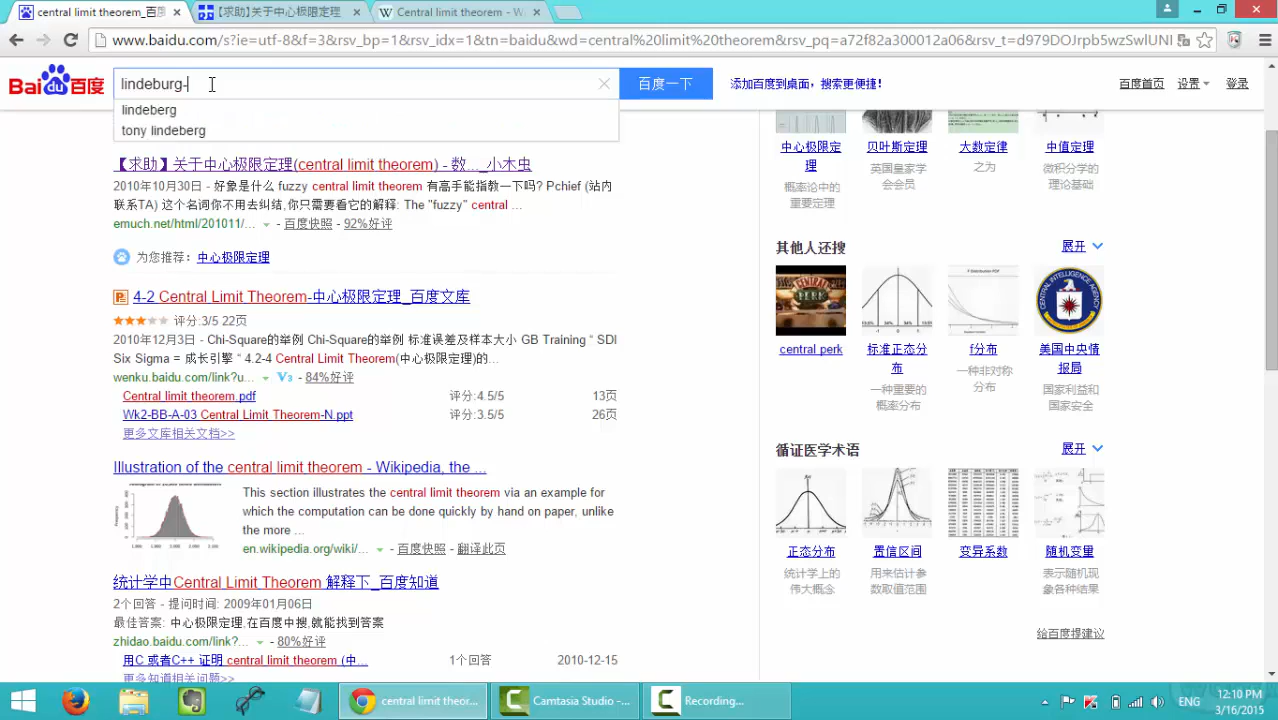 central limit theorem_百度
【求助】关于中心极限定理
Central limit theorem - W
www.baidu.com/s?ie=utf-8&f=3&rsv_bp=1&rsv_idx=1&tn=baidu&wd=central%20limit%20theorem&rsv_pq=a72f82a300012a06&rsv_t=d979DOJrpb5wzSwlUNI
Bai du 百度
lindeburg-
百度一下
添加百度到桌面，搜索更便捷!
百度首页
设置
登录
lindeberg
tony lindeberg
【求助】关于中心极限定理(central limit theorem) - 数..._小木虫
2010年10月30日 - 好象是什么 fuzzy central limit theorem 有高手能指教一下吗? Pchief (站内
联系TA) 这个名词你不用去纠结,你只需要看它的解释: The "fuzzy" central ...
emuch.net/html/201011/... - 百度快照 - 92%好评
为您推荐: 中心极限定理
4-2 Central Limit Theorem-中心极限定理_百度文库
评分:3/5 22页
2010年12月3日 - Chi-Square的举例 Chi-Square的举例 标准误差及样本大小 GB Training " SDI
Six Sigma = 成长引擎 " 4.2-4 Central Limit Theorem(中心极限定理)的...
wenku.baidu.com/link?u... V3 - 84%好评
Central limit theorem.pdf 评分:4.5/5 13页
Wk2-BB-A-03 Central Limit Theorem-N.ppt 评分:3.5/5 26页
更多文库相关文档>>
Illustration of the central limit theorem - Wikipedia, the ...
This article illustrates the central limit theorem via an example for
which the computation can be done quickly by hand on paper, unlike
en.wikipedia.org/wiki/... - 百度快照 - 翻译此页
统计学中Central Limit Theorem 解释下_百度知道
2个回答 - 提问时间: 2009年01月06日
最佳答案: 中心极限定理.在百度中搜,就能找到答案
zhidao.baidu.com/link?... - 80%好评
用C 或者C++ 证明 central limit theorem (中... 1个回答 2010-12-15
更多知道相关问题>>
中心极限定
理
概率论中的
重要定理
贝叶斯定理
英国皇家学
会会员
大数定律
之为
中值定理
微积分学的
理论基础
其他人还搜
展开
central perk
标准正态分
布
一种重要的
概率分布
f分布
一种非对称
分布
美国中央情
报局
国家利益和
国家安全
循证医学术语
展开
正态分布
统计学上的
伟大概念
置信区间
用来估计参
数取值范围
变异系数
随机变量
表示随机现
象各种结果
给百度提建议
central limit theor...
Camtasia Studio -...
Recording...
ENG
12:10 PM
3/16/2015